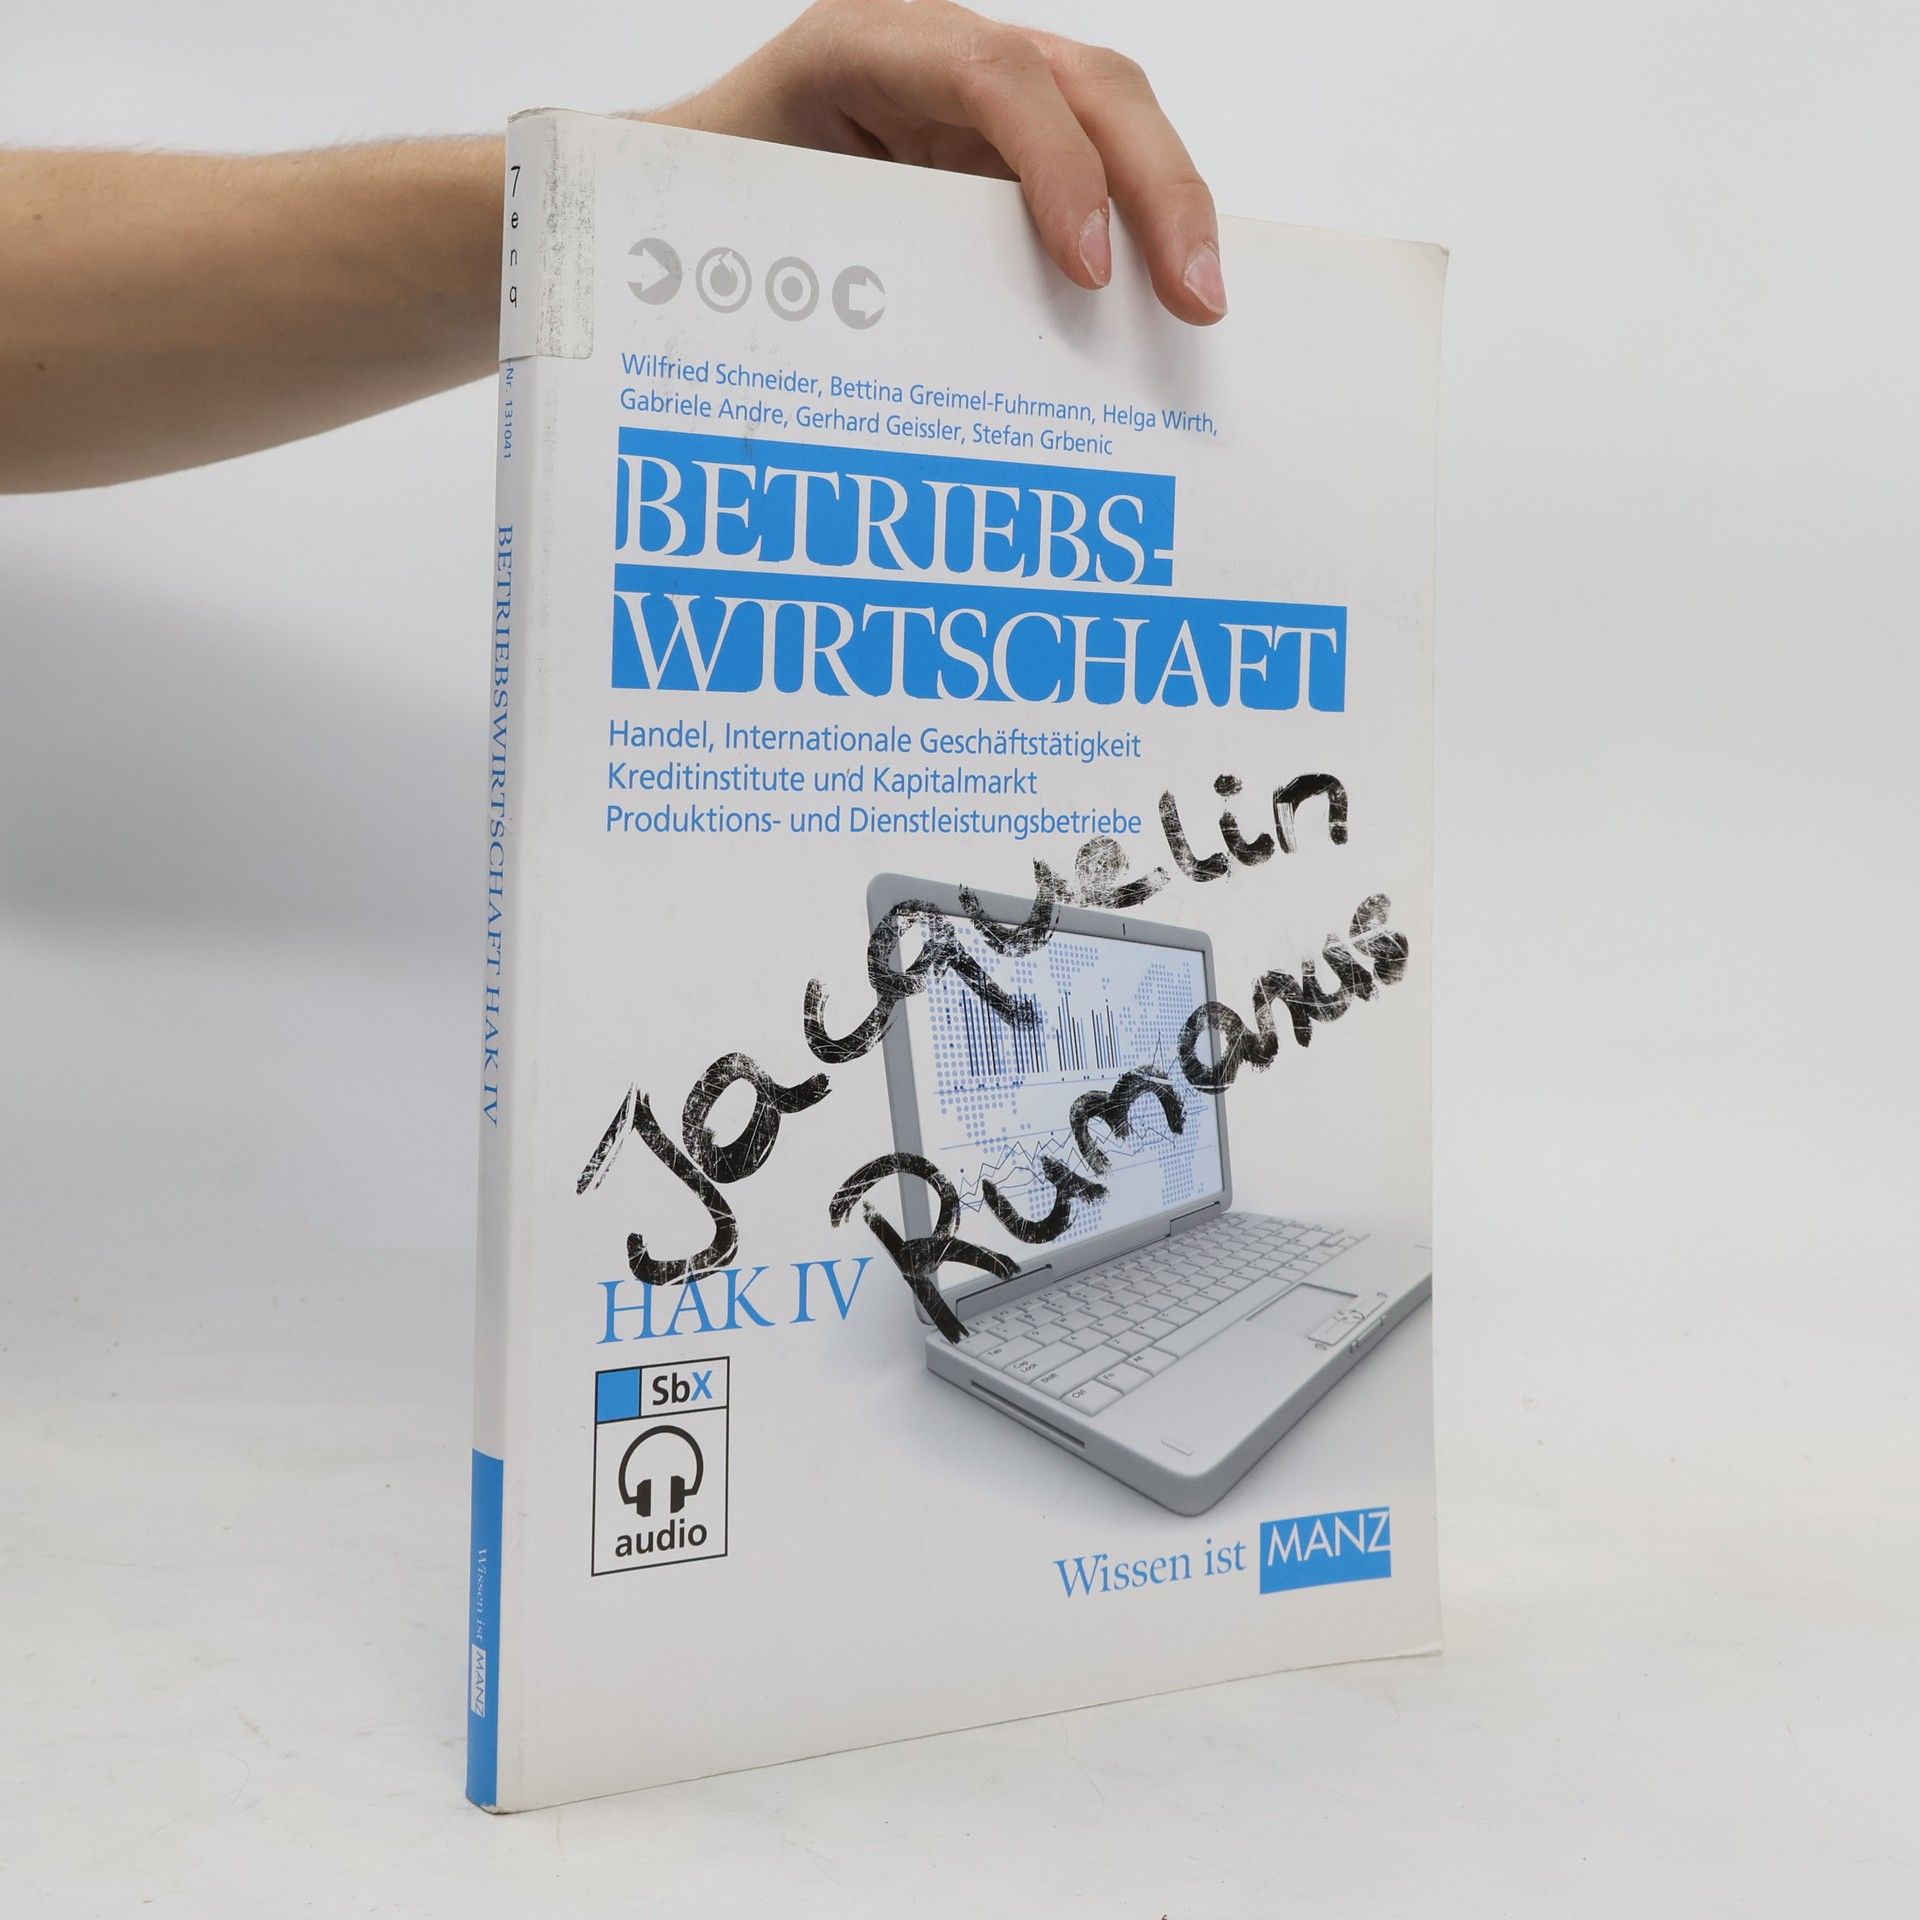 7
e
n
q
Nr. 131041
BETRIEBSWIRTSCHAFT HAK IV
Wissen ist MANZ
Wilfried Schneider, Bettina Greimel-Fuhrmann, Helga Wirth,
Gabriele Andre, Gerhard Geissler, Stefan Grbenic
BETRIEBS-
WIRTSCHAFT
Handel, Internationale Geschäftstätigkeit
Kreditinstitute und Kapitalmarkt
Produktions- und Dienstleistungsbetriebe
Jacquelin
Rumanus
HAK IV
SbX
audio
Wissen ist MANZ